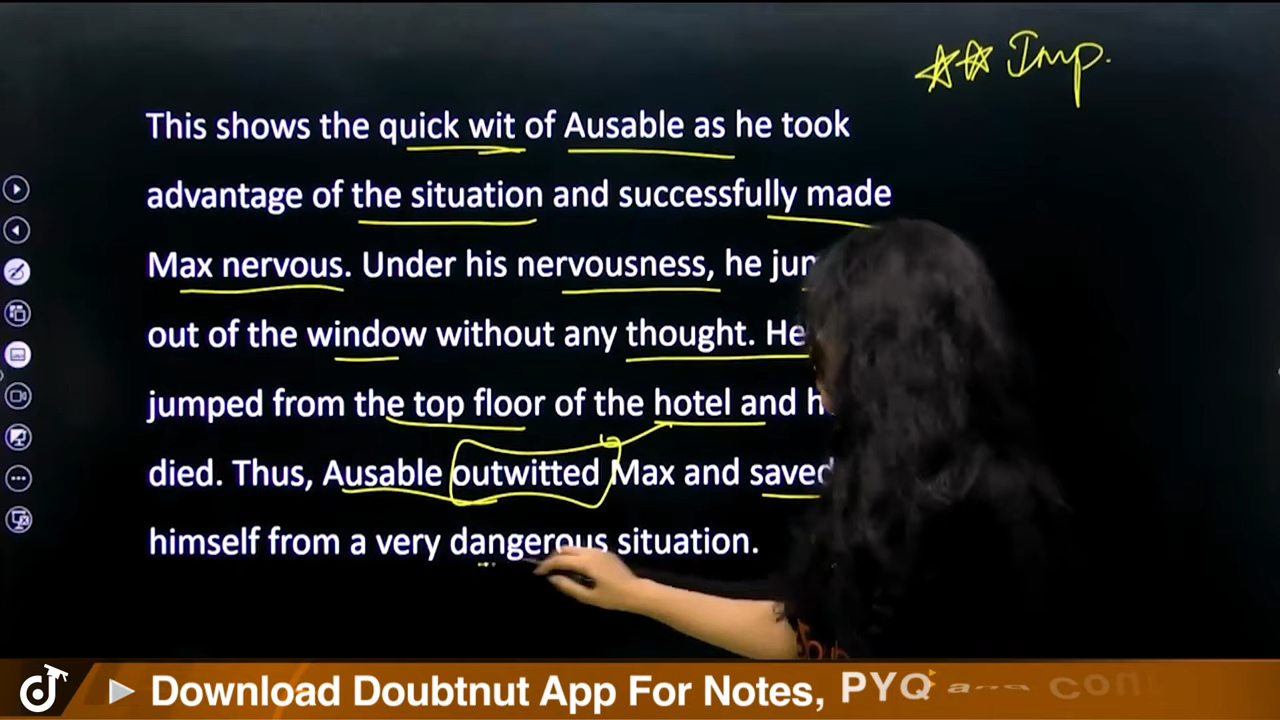 ☆☆ Imp.
This shows the quick wit of Ausable as he took
advantage of the situation and successfully made
Max nervous. Under his nervousness, he
out of the window without any thought. He
jumped from the top floor of the hotel and
died. Thus, Ausable outwitted Max and saved
himself from a very dangerous situation.
Download Doubtnut App For Notes, PYQ and